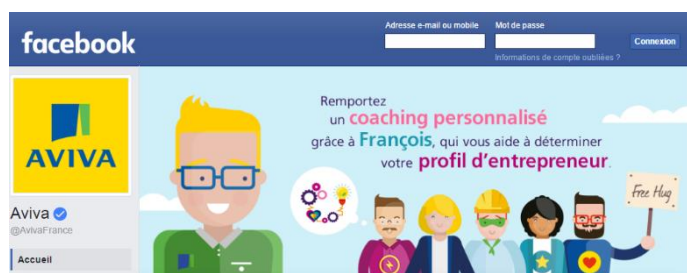 Adresse e-mail ou mobile
Mot de passe
facebook
Connexion
Informations de compte oubliées ?
AVIVA
Remportez
un coaching personnalisé
grâce à François, qui vous aide à déterminer
votre profil d'entrepreneur.
Free Hug
Aviva
@AvivaFrance
Accueil